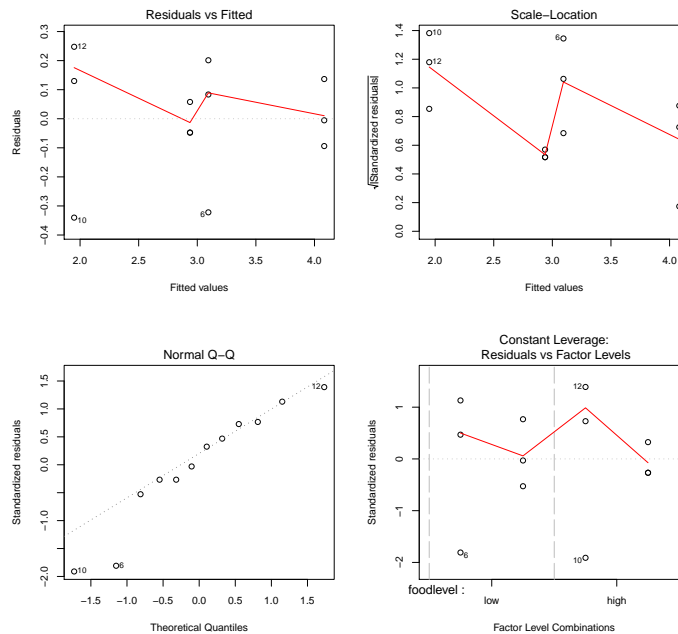 Residuals vs Fitted
Residuals
0.3
0.2
0.1
0.0
−0.1
−0.2
−0.3
−0.4
12
10
6
2.0 2.5 3.0 3.5 4.0
Fitted values
Scale−Location
√|Standardized residuals|
1.4
1.2
1.0
0.8
0.6
0.4
0.2
0.0
10
12
6
2.0 2.5 3.0 3.5 4.0
Fitted values
Normal Q−Q
Standardized residuals
1.5
1.0
0.5
0.0
−1.0
−2.0
12
10
6
−1.5 −1.0 −0.5 0.0 0.5 1.0 1.5
Theoretical Quantiles
Constant Leverage:
Residuals vs Factor Levels
Standardized residuals
1
0
−1
−2
12
6
10
foodlevel :
low high
Factor Level Combinations